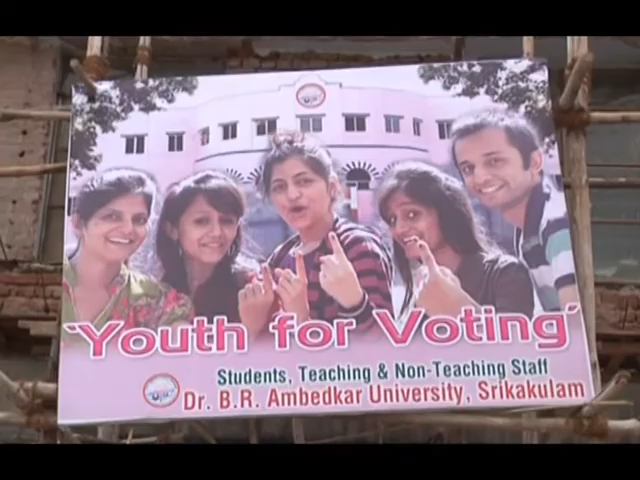 'Youth for Voting'
Students, Teaching & Non-Teaching Staff
Dr. B.R. Ambedkar University, Srikakulam